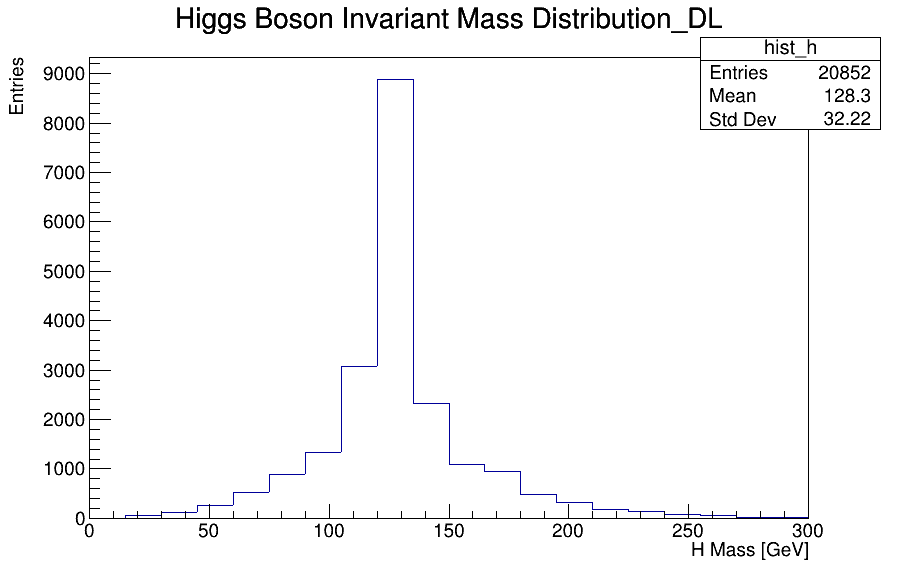 Higgs Boson Invariant Mass Distribution_DL
hist_h
Entries 20852
Mean 128.3
Std Dev 32.22
Entries
9000
8000
7000
6000
5000
4000
3000
2000
1000
0
0 50 100 150 200 250 300
H Mass [GeV]